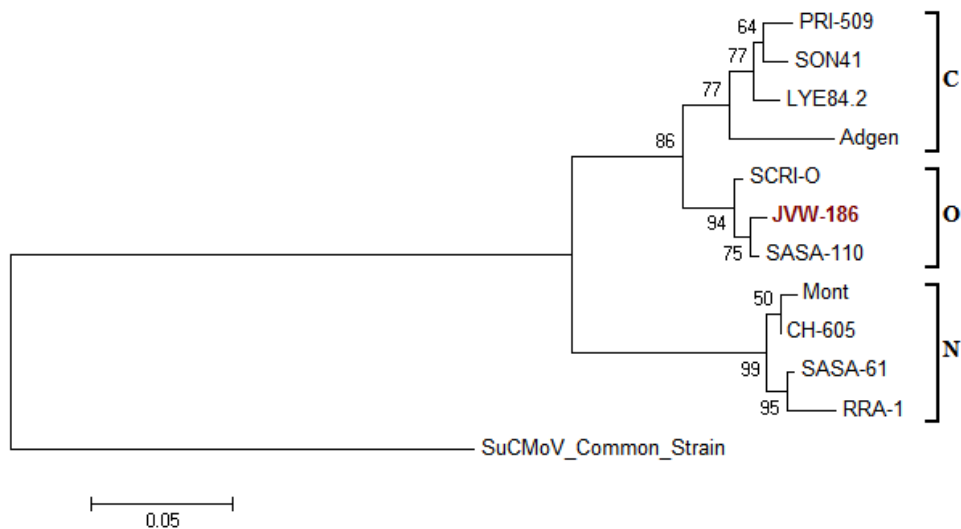 PRI-509
64
SON41
77
C
77
LYE84.2
Adgen
86
SCRI-O
JVW-186
O
94
75
SASA-110
Mont
50
CH-605
N
99
SASA-61
95
RRA-1
SuCMoV_Common_Strain
0.05